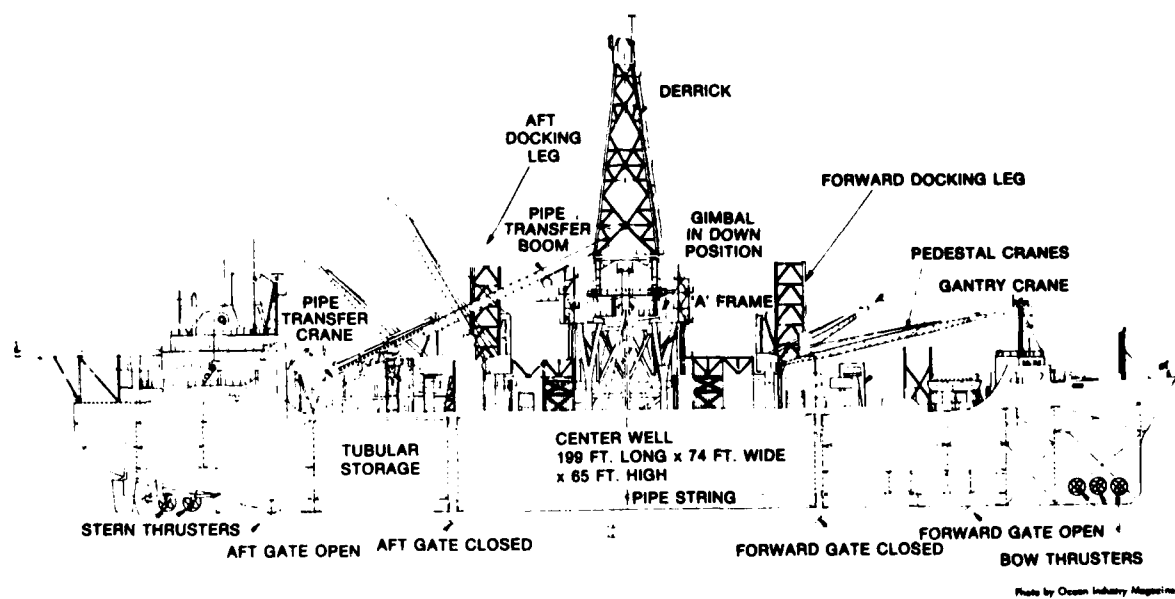 DERRICK
AFT
DOCKING
LEG
FORWARD DOCKING LEG
PIPE
TRANSFER
BOOM
GIMBAL
IN DOWN
POSITION
PEDESTAL CRANES
GANTRY CRANE
PIPE
TRANSFER
CRANE
'A' FRAME
TUBULAR
STORAGE
CENTER WELL
199 FT. LONG x 74 FT. WIDE
x 65 FT. HIGH
PIPE STRING
STERN THRUSTERS
AFT GATE OPEN
AFT GATE CLOSED
FORWARD GATE CLOSED
FORWARD GATE OPEN
BOW THRUSTERS
Photo by Ocean Industry Magazine